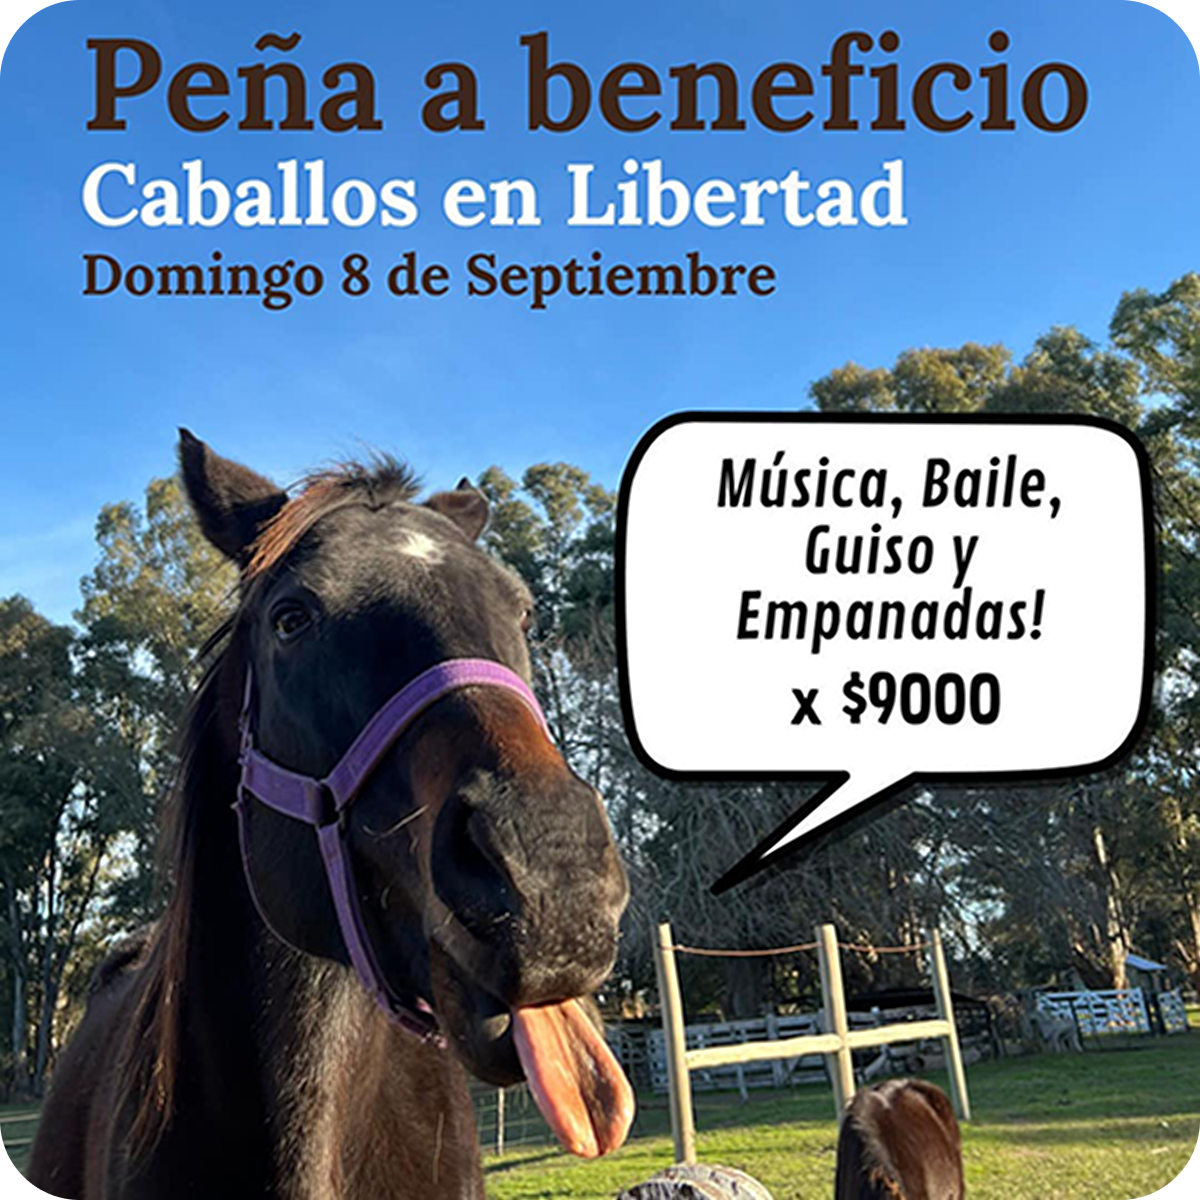 Peña a beneficio
Caballos en Libertad
Domingo 8 de Septiembre
Música, Baile,
Guiso y
Empanadas!
x $9000